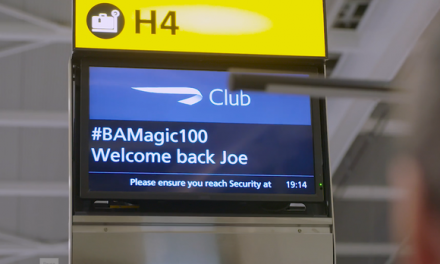 H4
Club
#BAMagic100
Welcome back Joe
Please ensure you reach Security at 19:14